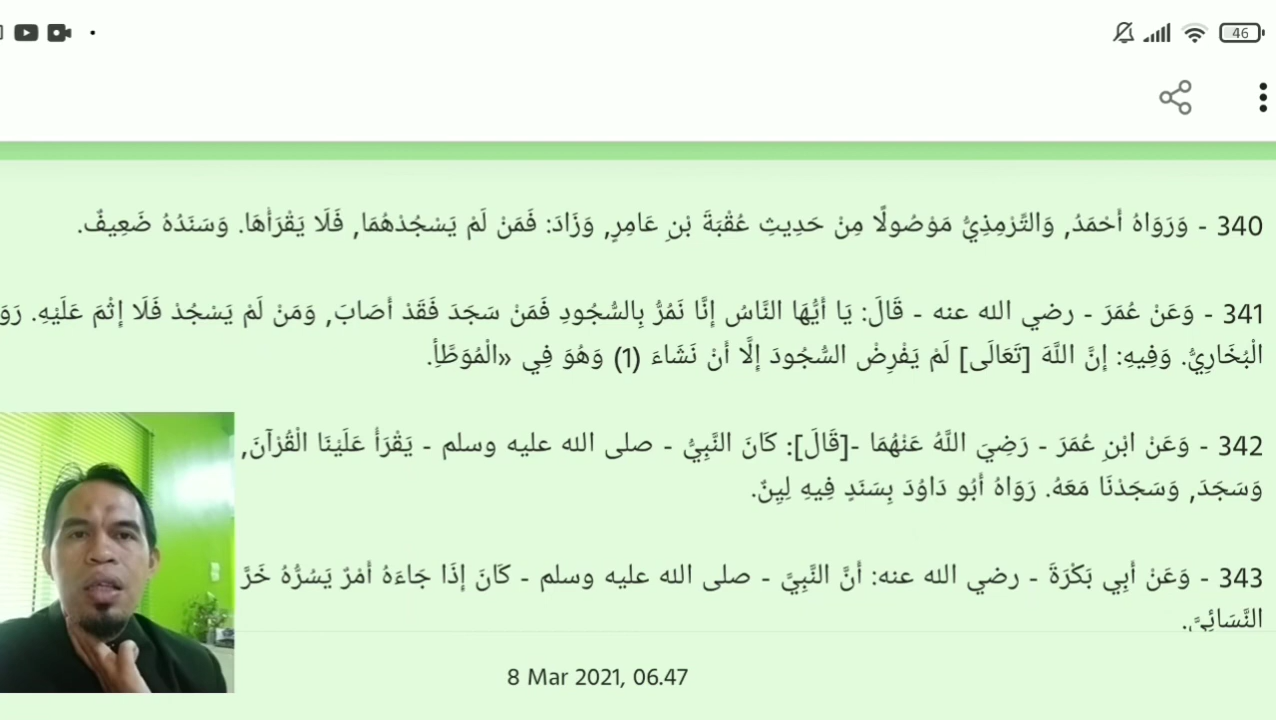 46
340 - وَرَوَاهُ أَحْمَدُ, وَالتِّرْمِذِيُّ مَوْصُولًا مِنْ حَدِيثِ عُقْبَةَ بْنِ عَامِرٍ, وَزَادَ: فَمَنْ لَمْ يَسْجُدْهُمَا, فَلَا يَقْرَأْهَا. وَسَنَدُهُ ضَعِيفٌ.
341 - وَعَنْ عُمَرَ - رضي الله عنه - قَالَ: يَا أَيُّهَا النَّاسُ إِنَّا نَمُرُّ بِالسُّجُودِ فَمَنْ سَجَدَ فَقَدْ أَصَابَ, وَمَنْ لَمْ يَسْجُدْ فَلَا إِثْمَ عَلَيْهِ. رَوَ
الْبُخَارِيُّ. وَفِيهِ: إِنَّ اللَّهَ [تَعَالَى] لَمْ يَفْرِضْ السُّجُودَ إِلَّا أَنْ نَشَاءَ (1) وَهُوَ فِي «الْمُوَطَّأِ.
342 - وَعَنْ ابْنِ عُمَرَ - رَضِيَ اللَّهُ عَنْهُمَا -[قَالَ]: كَانَ النَّبِيُّ - صلى الله عليه وسلم - يَقْرَأُ عَلَيْنَا الْقُرْآنَ,
وَسَجَدَ, وَسَجَدْنَا مَعَهُ. رَوَاهُ أَبُو دَاوُدَ بِسَنَدٍ فِيهِ لِينٌ.
343 - وَعَنْ أَبِي بَكْرَةَ - رضي الله عنه: أَنَّ النَّبِيَّ - صلى الله عليه وسلم - كَانَ إِذَا جَاءَهُ أَمْرٌ يَسُرُّهُ خَرَّ
النَّسَائِيَّ.
8 Mar 2021, 06.47